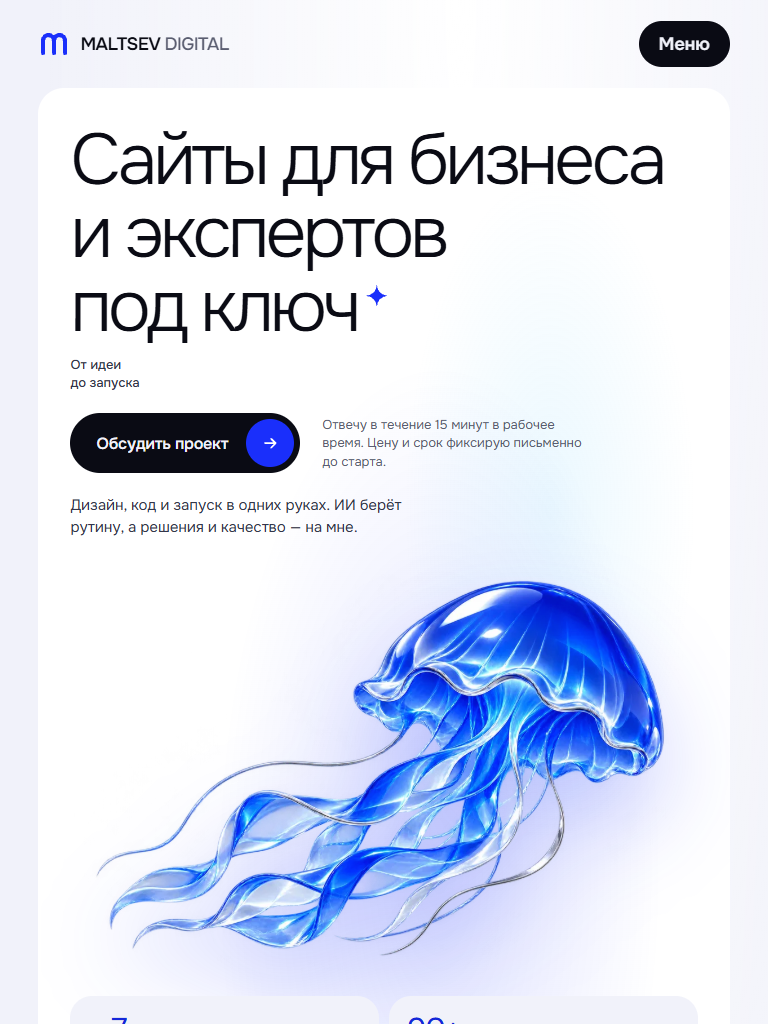 MALTSEV DIGITAL
Меню
Сайты для бизнеса
и экспертов
под ключ
От идеи
до запуска
Обсудить проект
Отвечу в течение 15 минут в рабочее
время. Цену и срок фиксирую письменно
до старта.
Дизайн, код и запуск в одних руках. ИИ берёт
рутину, а решения и качество — на мне.